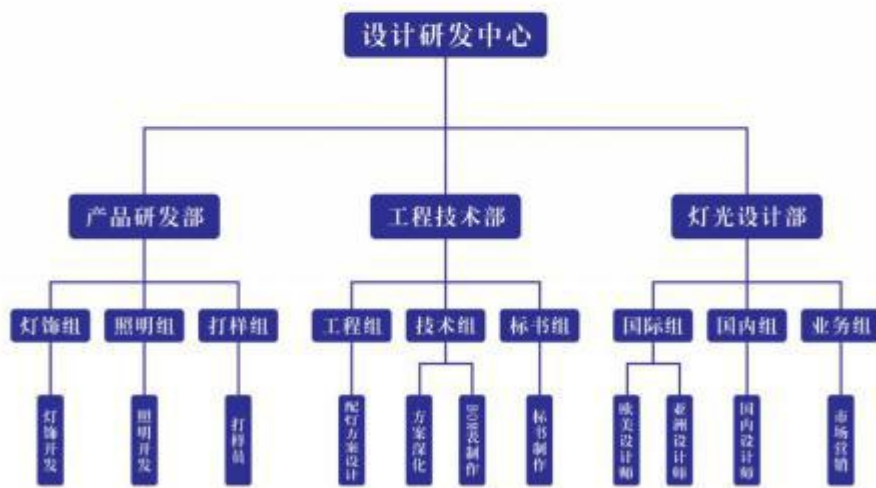 设计研发中心
产品研发部
工程技术部
灯光设计部
灯饰组
照明组
打样组
工程组
技术组
标书组
国际组
国内组
业务组
灯饰开发
照明开发
打样员
配灯方案设计
方案深化
BOM表制作
标书制作
欧美设计师
亚洲设计师
国内设计师
市场营销